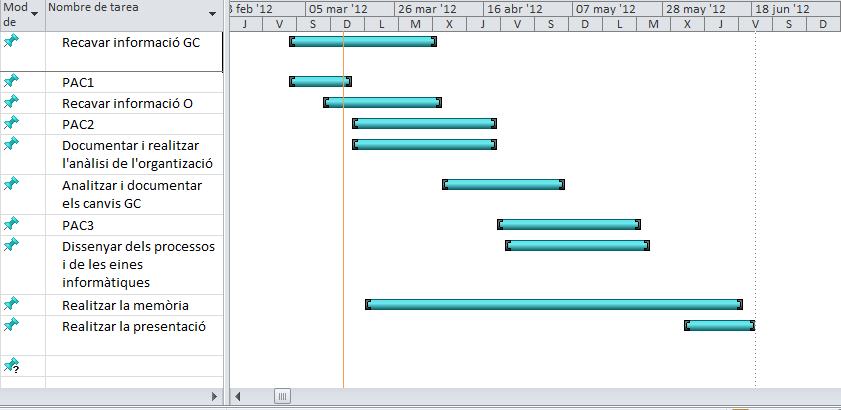 Mod de
Nombre de tarea
3 feb '12 05 mar '12 26 mar '12 16 abr '12 07 may '12 28 may '12 18 jun '12
J V S D L M X J V S D L M X J V S D
Recavar informació GC
PAC1
Recavar informació O
PAC2
Documentar i realitzar
l'anàlisi de l'organtizació
Analitzar i documentar
els canvis GC
PAC3
Dissenyar dels processos
i de les eines
informàtiques
Realitzar la memòria
Realitzar la presentació
?